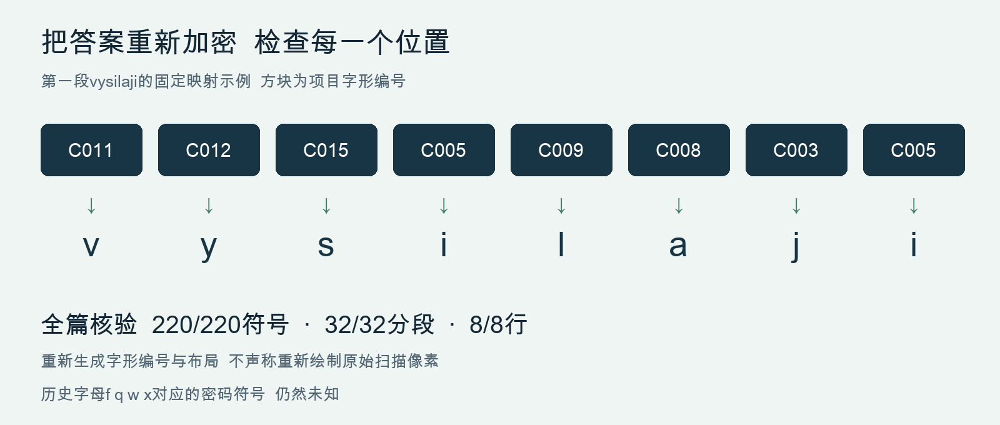 把答案重新加密 检查每一个位置
第一段vysilaji的固定映射示例 方块为项目字形编号
C011 C012 C015 C005 C009 C008 C003 C005
↓ ↓ ↓ ↓ ↓ ↓ ↓ ↓
v y s i l a j i
全篇核验 220/220符号 · 32/32分段 · 8/8行
重新生成字形编号与布局 不声称重新绘制原始扫描像素
历史字母f q w x对应的密码符号 仍然未知